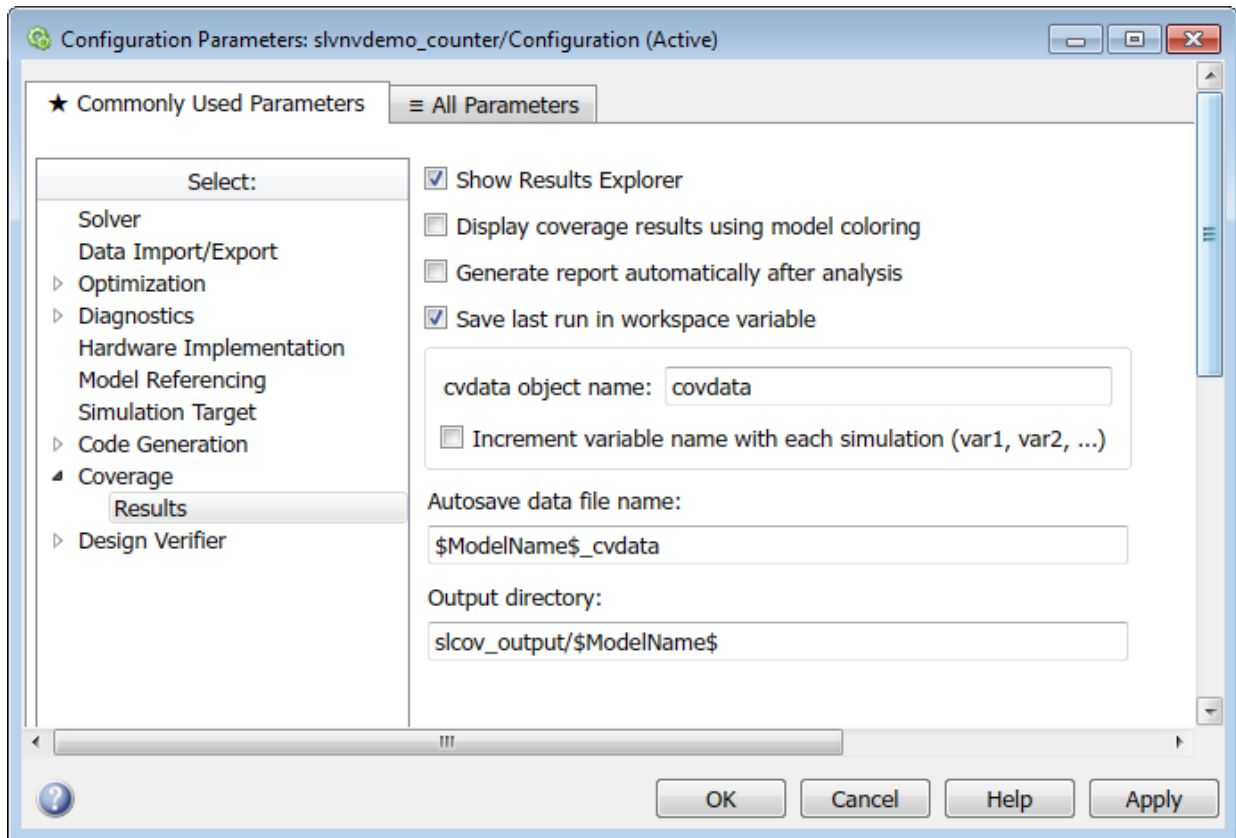 Configuration Parameters: slvnvdemo_counter/Configuration (Active)
★ Commonly Used Parameters
≡ All Parameters
Select:
Solver
Data Import/Export
Optimization
Diagnostics
Hardware Implementation
Model Referencing
Simulation Target
Code Generation
Coverage
Results
Design Verifier
Show Results Explorer
Display coverage results using model coloring
Generate report automatically after analysis
Save last run in workspace variable
cvdata object name: covdata
Increment variable name with each simulation (var1, var2, ...)
Autosave data file name:
$ModelName$_cvdata
Output directory:
slcov_output/$ModelName$
?
OK
Cancel
Help
Apply